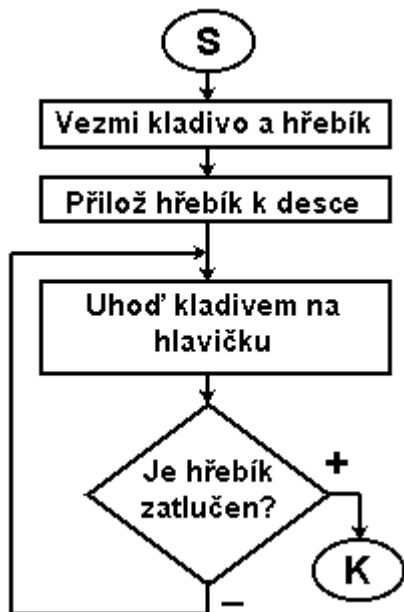 S
Vezmi kladivo a hřebík
Přilož hřebík k desce
Uhoď kladivem na
hlavičku
Je hřebík
zatlučen?
+
K
–